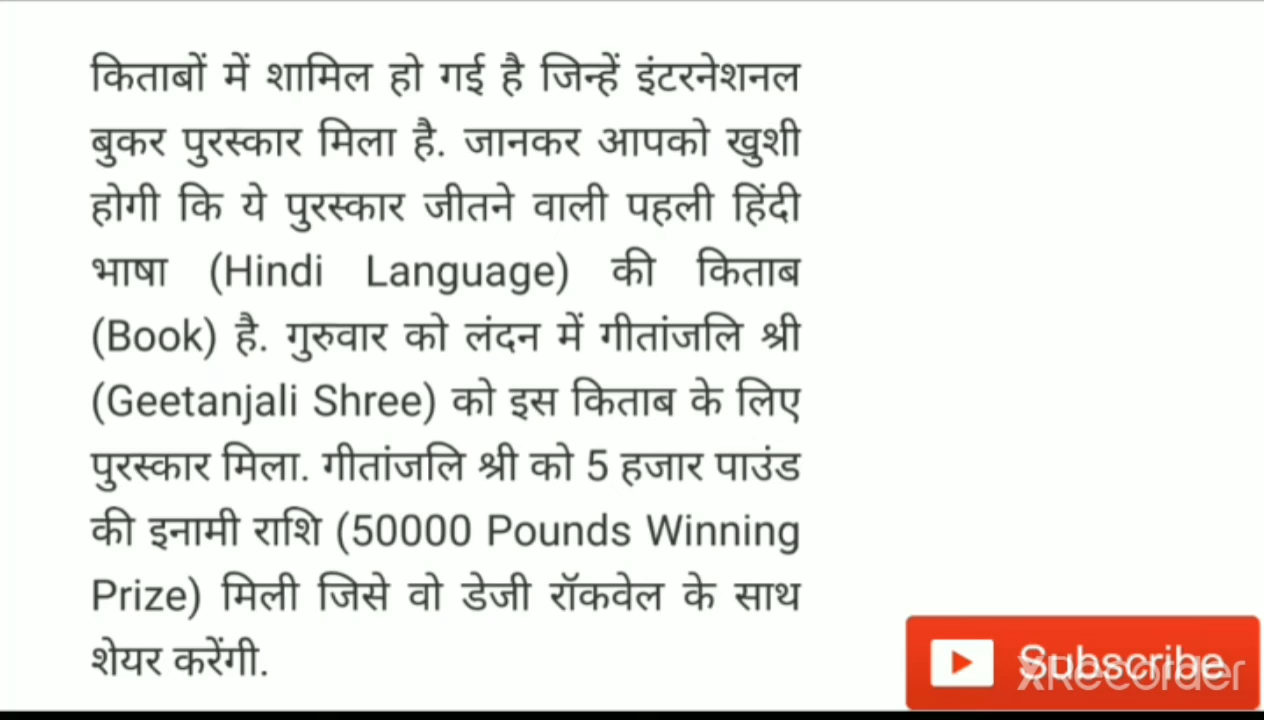 किताबों में शामिल हो गई है जिन्हें इंटरनेशनल
बुकर पुरस्कार मिला है. जानकर आपको खुशी
होगी कि ये पुरस्कार जीतने वाली पहली हिंदी
भाषा (Hindi Language) की किताब
(Book) है. गुरुवार को लंदन में गीतांजलि श्री
(Geetanjali Shree) को इस किताब के लिए
पुरस्कार मिला. गीतांजलि श्री को 5 हजार पाउंड
की इनामी राशि (50000 Pounds Winning
Prize) मिली जिसे वो डेजी रॉकवेल के साथ
शेयर करेंगी.
Subscribe
XRecorder